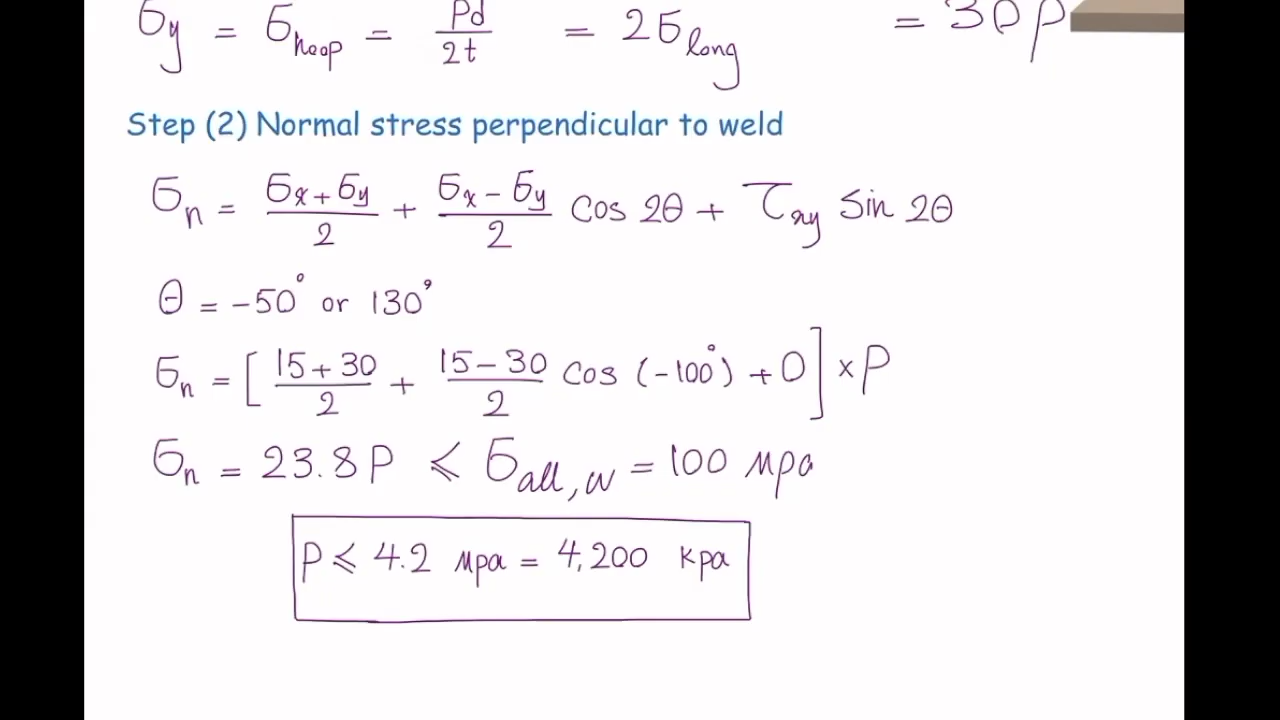 σy = σhoop = Pd/2t = 2σlong = 30P
Step (2) Normal stress perpendicular to weld
σn = (σx + σy)/2 + (σx - σy)/2 cos 2θ + τxy sin 2θ
θ = -50° or 130°
σn = [ (15 + 30)/2 + (15 - 30)/2 cos (-100°) + 0 ] × P
σn = 23.8 P ≤ σall,w = 100 Mpa
P ≤ 4.2 Mpa = 4,200 kpa